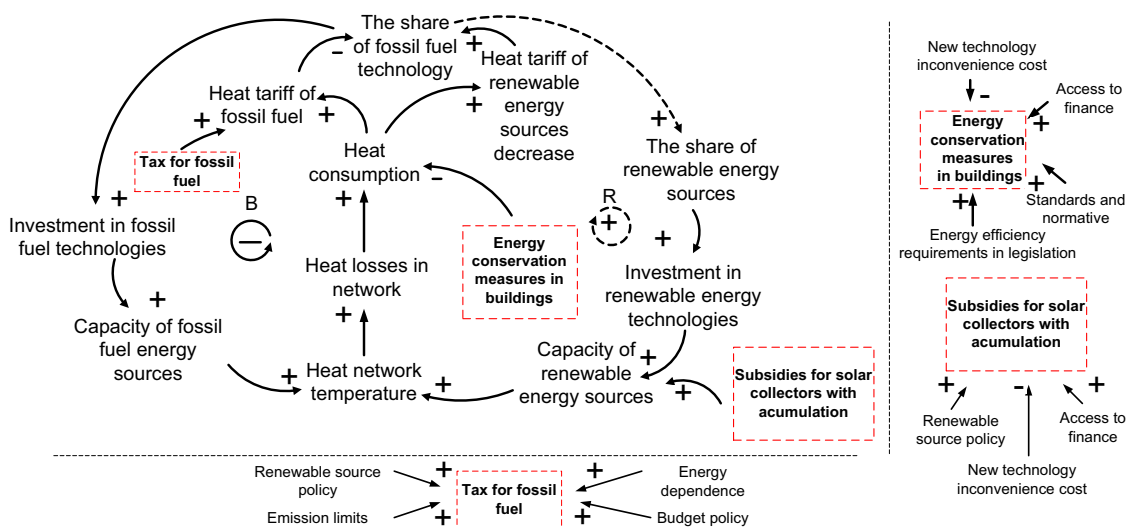 The share
of fossil fuel
technology
Heat tariff of
renewable
energy
sources
decrease
Heat tariff of
fossil fuel
Tax for fossil
fuel
Heat
consumption
The share of
renewable energy
sources
Investment in fossil
fuel technologies
B
R
Energy
conservation
measures in
buildings
Heat losses in
network
Investment in
renewable energy
technologies
Capacity of fossil
fuel energy
sources
Heat network
temperature
Capacity of
renewable
energy sources
Subsidies for solar
collectors with
acumulation
New technology
inconvenience cost
Access to
finance
Energy
conservation
measures
in buildings
Standards and
normative
Energy efficiency
requirements in legislation
Subsidies for solar
collectors with
acumulation
Renewable
source policy
Access to
finance
New technology
inconvenience cost
Renewable source
policy
Emission limits
Tax for fossil
fuel
Energy
dependence
Budget policy